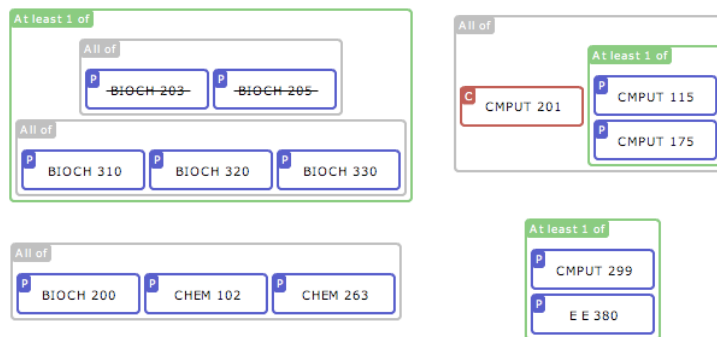 At least 1 of
All of
P BIOCH 203 P BIOCH 205
All of
P BIOCH 310 P BIOCH 320 P BIOCH 330
All of
P BIOCH 200 P CHEM 102 P CHEM 263
All of
At least 1 of
C CMPUT 201
P CMPUT 115
P CMPUT 175
At least 1 of
P CMPUT 299
P E E 380